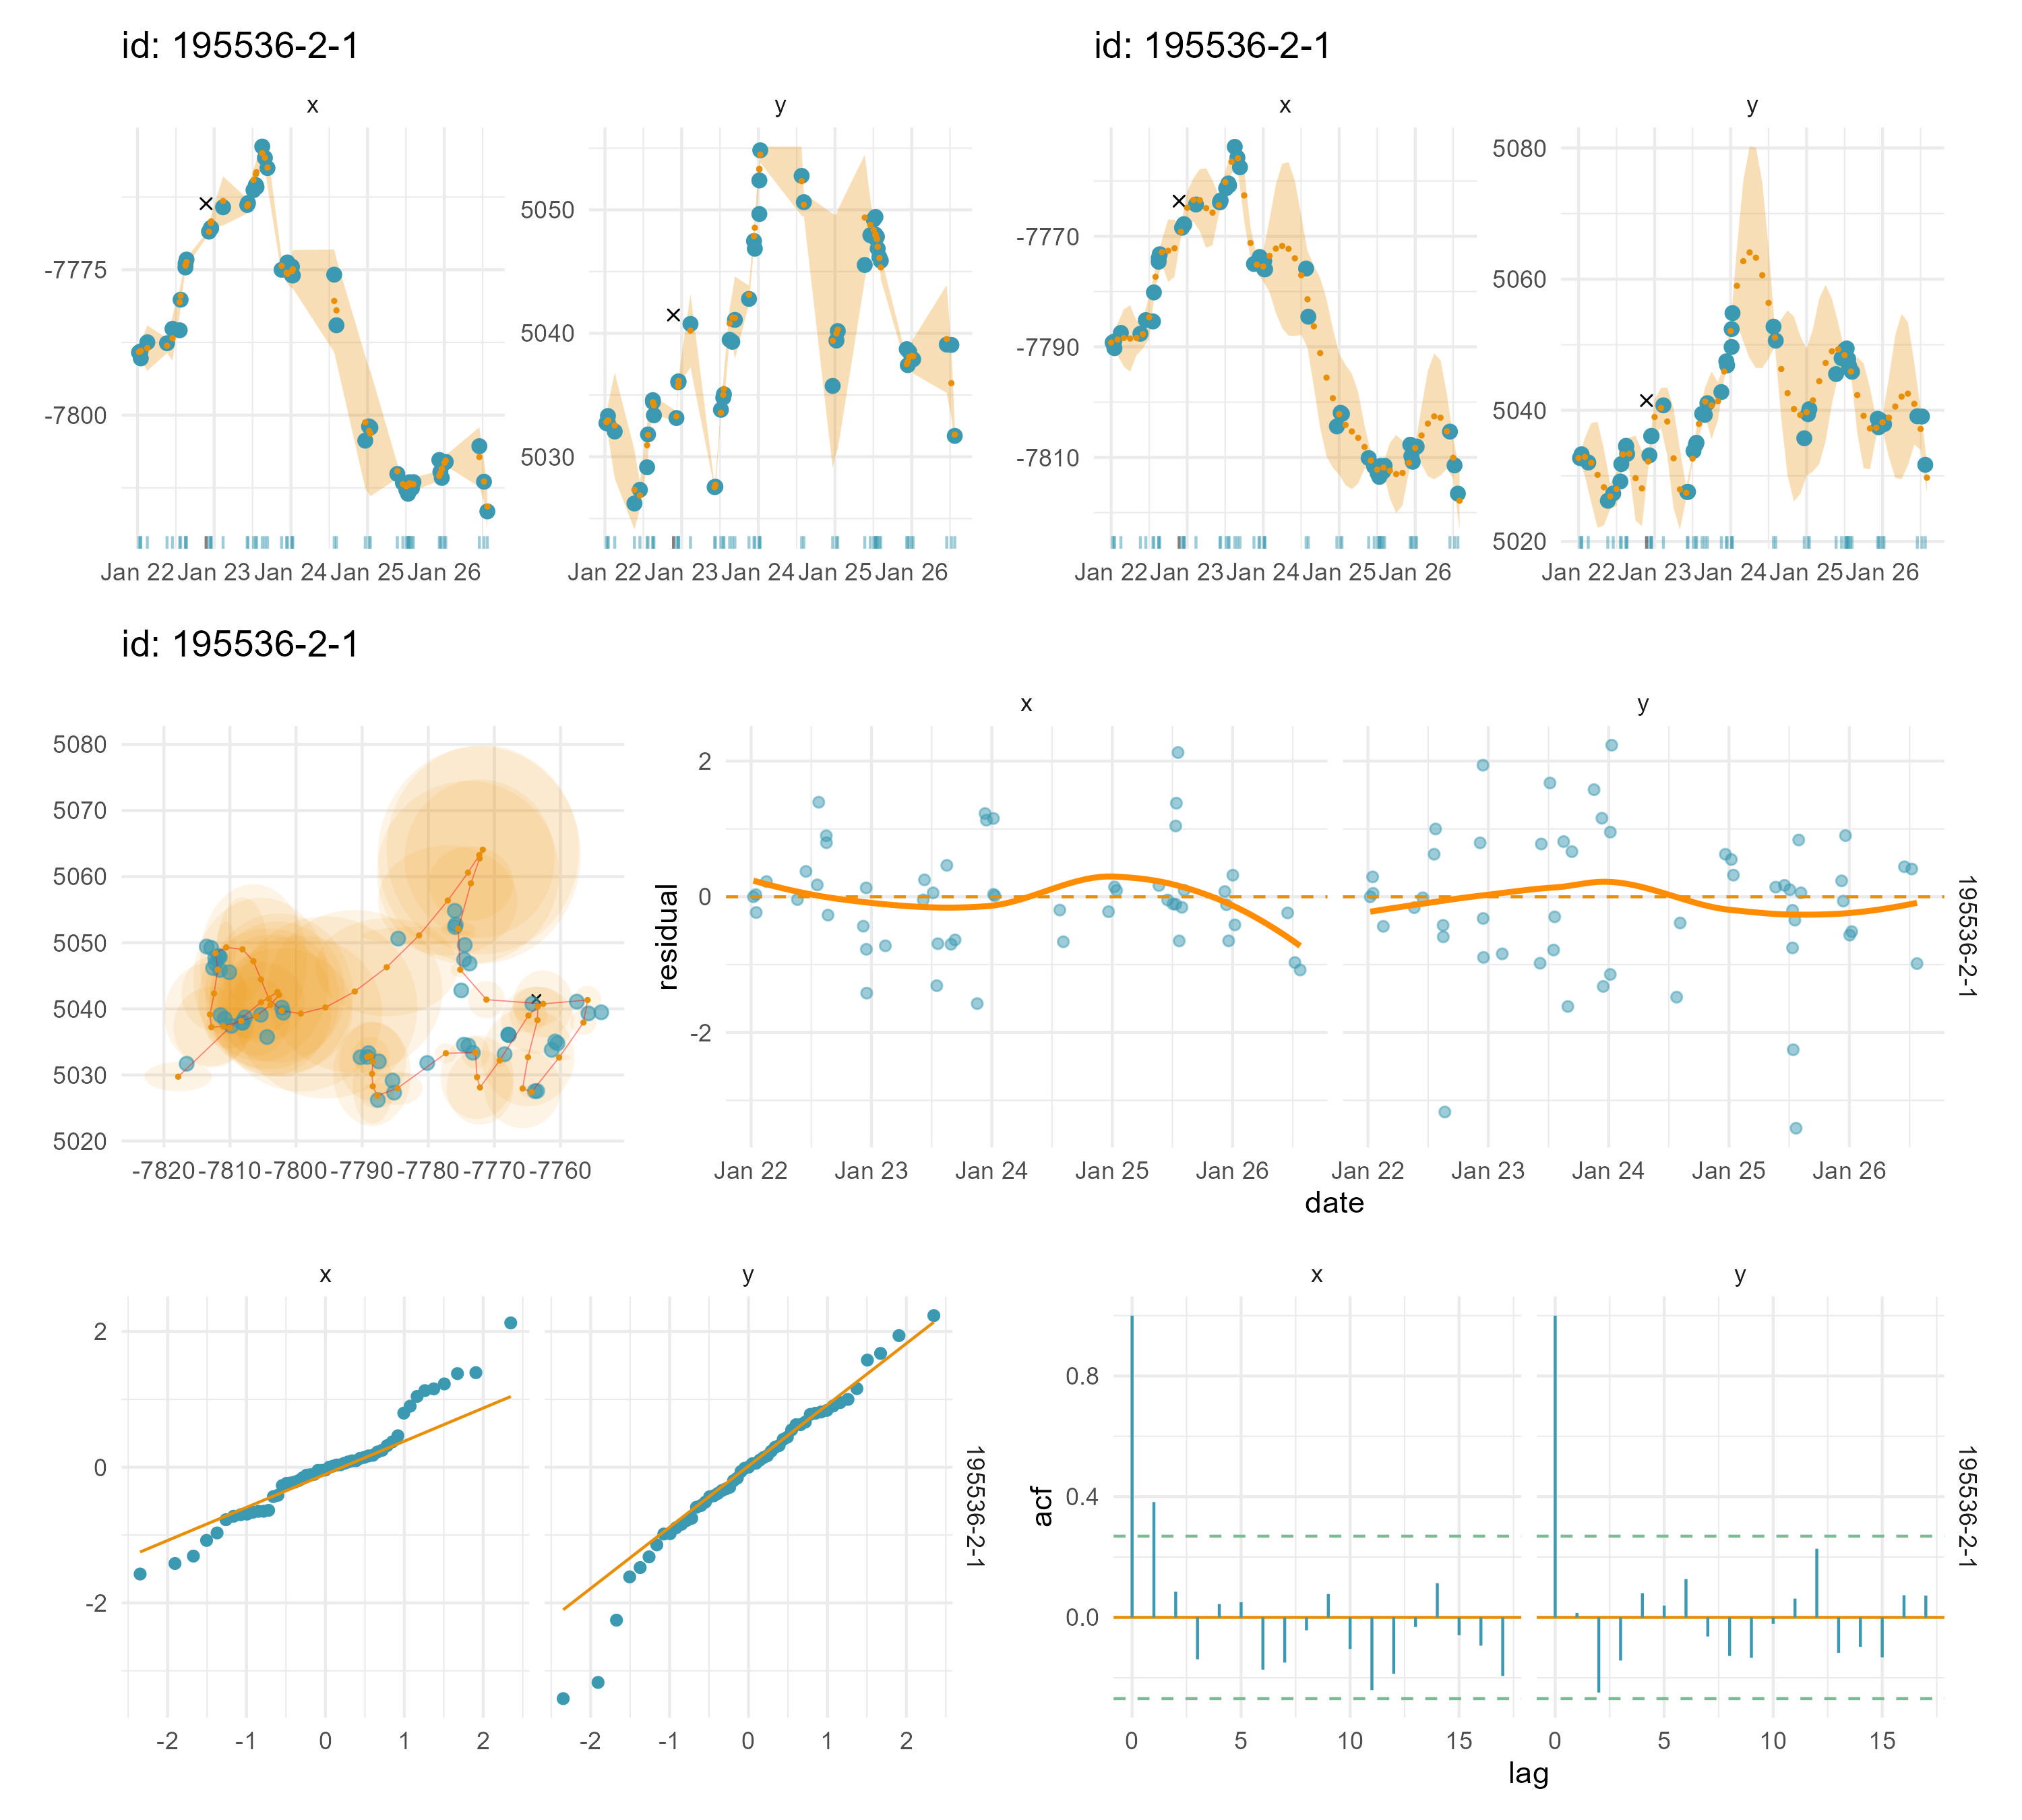 id: 195536-2-1
id: 195536-2-1
x
y
x
y
-7775
-7800
5050
5040
5030
-7770
-7790
-7810
5080
5060
5040
5020
Jan 22 Jan 23 Jan 24 Jan 25 Jan 26
Jan 22 Jan 23 Jan 24 Jan 25 Jan 26
Jan 22 Jan 23 Jan 24 Jan 25 Jan 26
Jan 22 Jan 23 Jan 24 Jan 25 Jan 26
id: 195536-2-1
5080
5070
5060
5050
5040
5030
5020
-7820 -7810 -7800 -7790 -7780 -7770 -7760
x
y
residual
2
0
-2
Jan 22 Jan 23 Jan 24 Jan 25 Jan 26
Jan 22 Jan 23 Jan 24 Jan 25 Jan 26
date
195536-2-1
x
y
2
0
-2
-2 -1 0 1 2
-2 -1 0 1 2
195536-2-1
x
y
acf
0.8
0.4
0.0
0 5 10 15
0 5 10 15
lag
195536-2-1